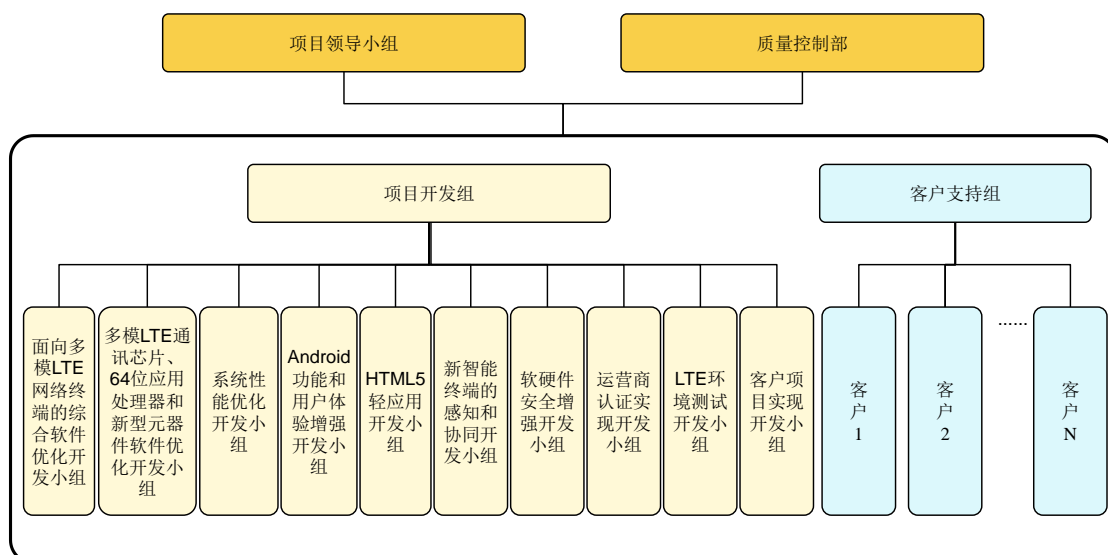 项目领导小组
质量控制部
项目开发组
客户支持组
面向多
模LTE
网络终
端的综
合软件
优化开
发小组
多模LTE通
讯芯片、
64位应用
处理器和
新型元器
件软件优
化开发小
组
系统性
能优化
开发小
组
Android
功能和
用户体
验增强
开发小
组
HTML5
轻应用
开发小
组
新智能
终端的
感知和
协同开
发小组
软硬件
安全增
强开发
小组
运营商
认证实
现开发
小组
LTE环
境测试
开发小
组
客户项
目实现
开发小
组
客
户
1
客
户
2
......
客
户
N